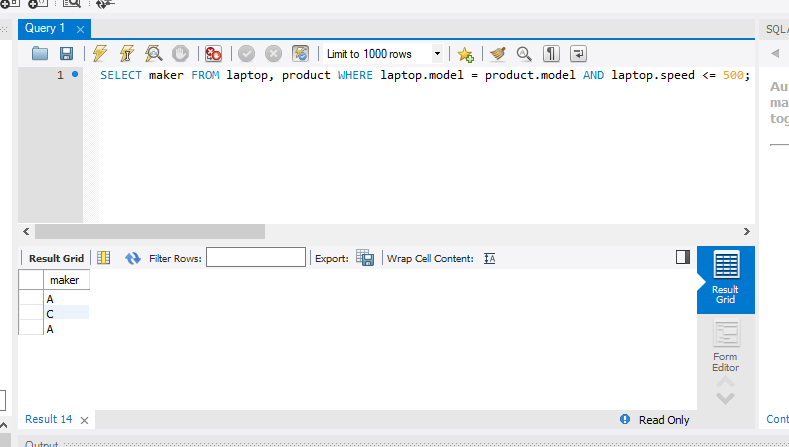 Query 1
Limit to 1000 rows
SQLA
1 SELECT maker FROM laptop, product WHERE laptop.model = product.model AND laptop.speed <= 500;
Au
ma
tog
Result Grid Filter Rows: Export: Wrap Cell Content:
maker
A
C
A
Result
Grid
Form
Editor
Result 14
Read Only
Cont
Output